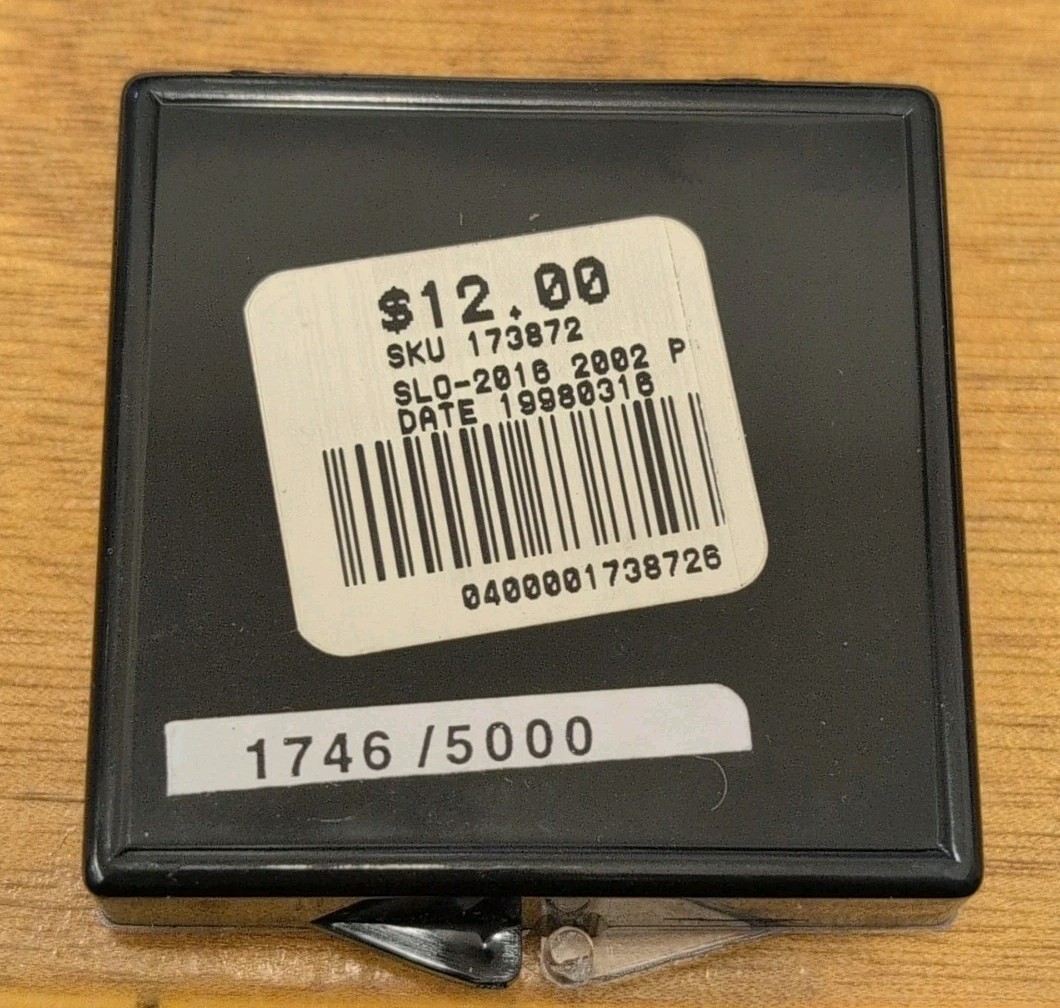 $12.00
SKU 173872
SLO-2016 2002 P
DATE 19980316
0400001738726
1746 /5000